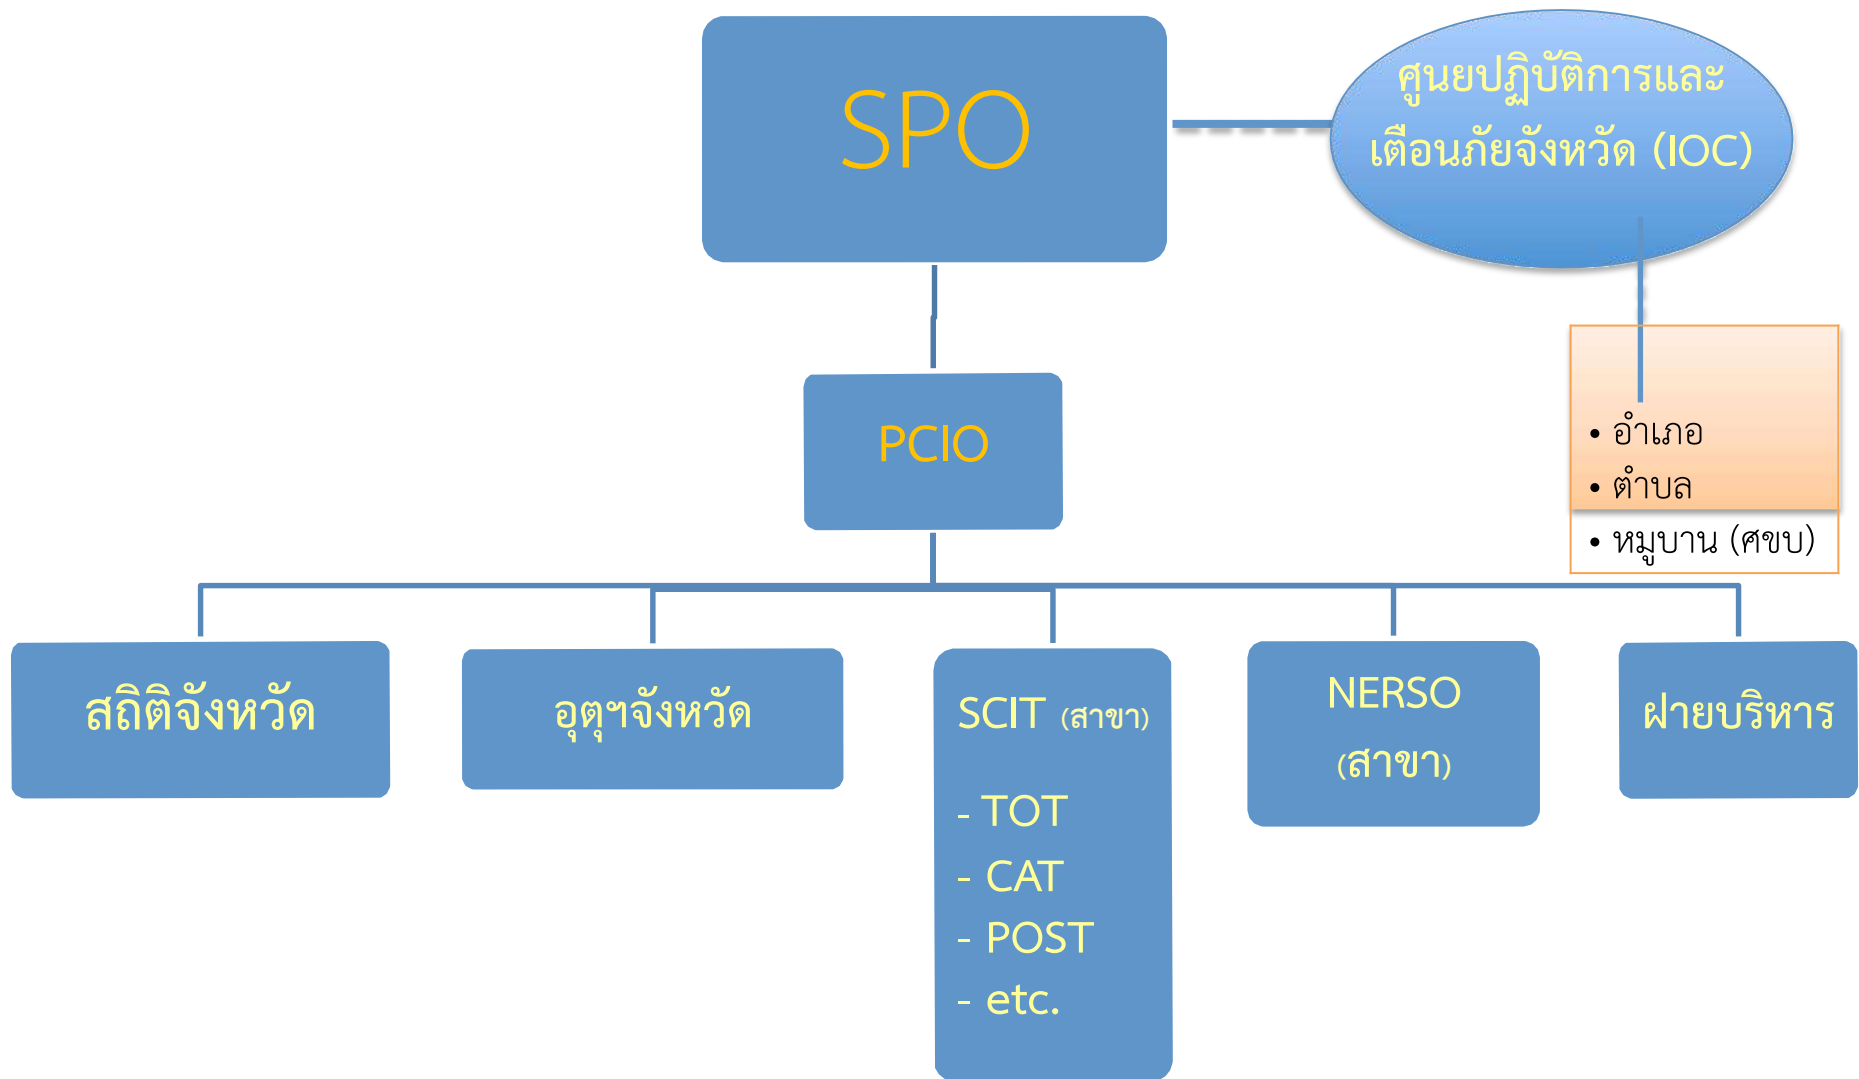 SPO
ศูนยปฏิบัติการและ
เตือนภัยจังหวัด (IOC)
PCIO
• อำเภอ
• ตำบล
• หมูบาน (ศขบ)
สถิติจังหวัด
อุตุฯจังหวัด
SCIT (สาขา)
- TOT
- CAT
- POST
- etc.
NERSO
(สาขา)
ฝายบริหาร